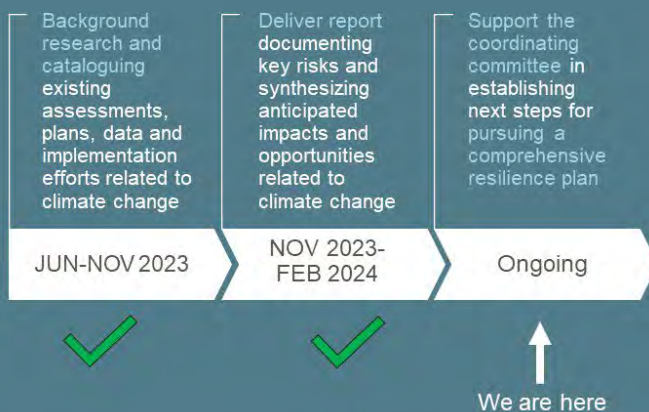 Background
research and
cataloguing
existing
assessments,
plans, data and
implementation
efforts related to
climate change
Deliver report
documenting
key risks and
synthesizing
anticipated
impacts and
opportunities
related to
climate change
Support the
coordinating
committee in
establishing
next steps for
pursuing a
comprehensive
resilience plan
JUN-NOV 2023
NOV 2023-
FEB 2024
Ongoing
We are here